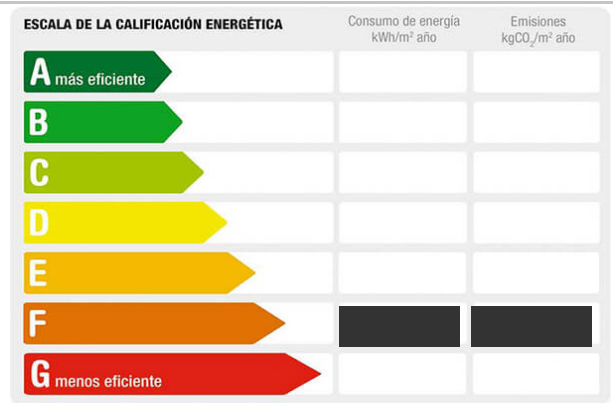 ESCALA DE LA CALIFICACIÓN ENERGÉTICA
Consumo de energía
kWh/m² año
Emisiones
kgCO₂/m² año
A más eficiente
B
C
D
E
F
G menos eficiente